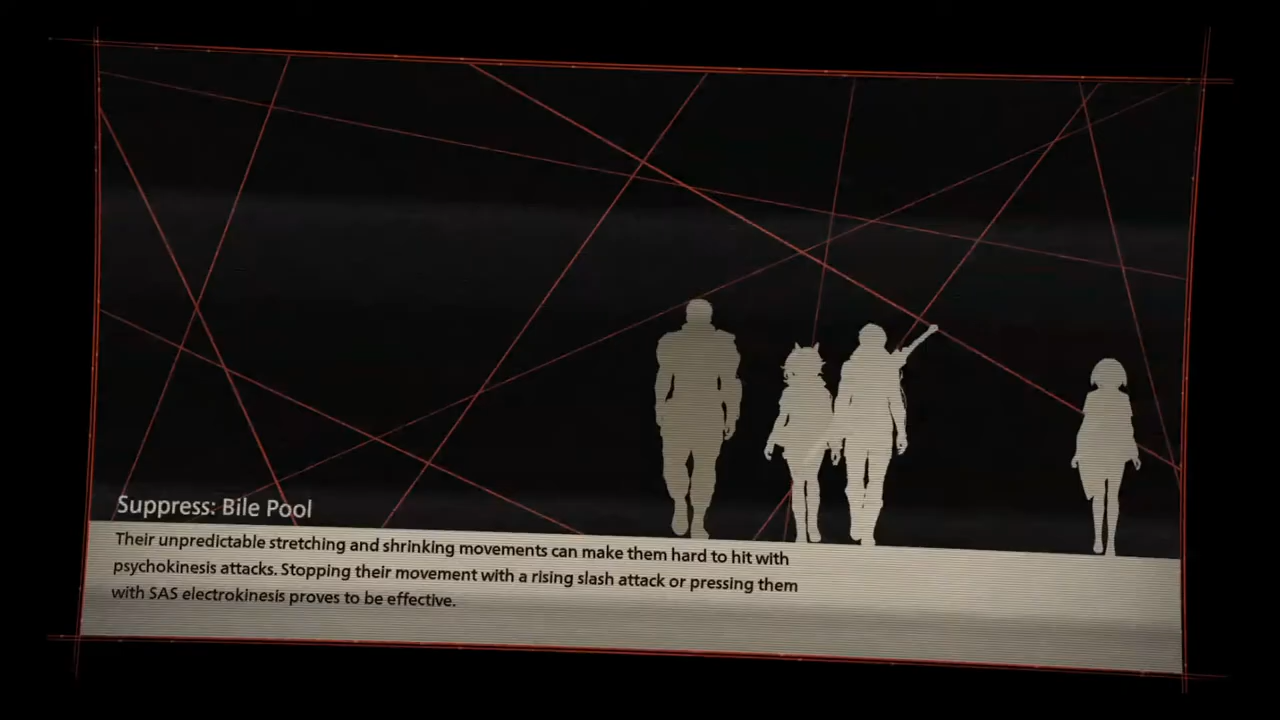 Suppress: Bile Pool
Their unpredictable stretching and shrinking movements can make them hard to hit with
psychokinesis attacks. Stopping their movement with a rising slash attack or pressing them
with SAS electrokinesis proves to be effective.